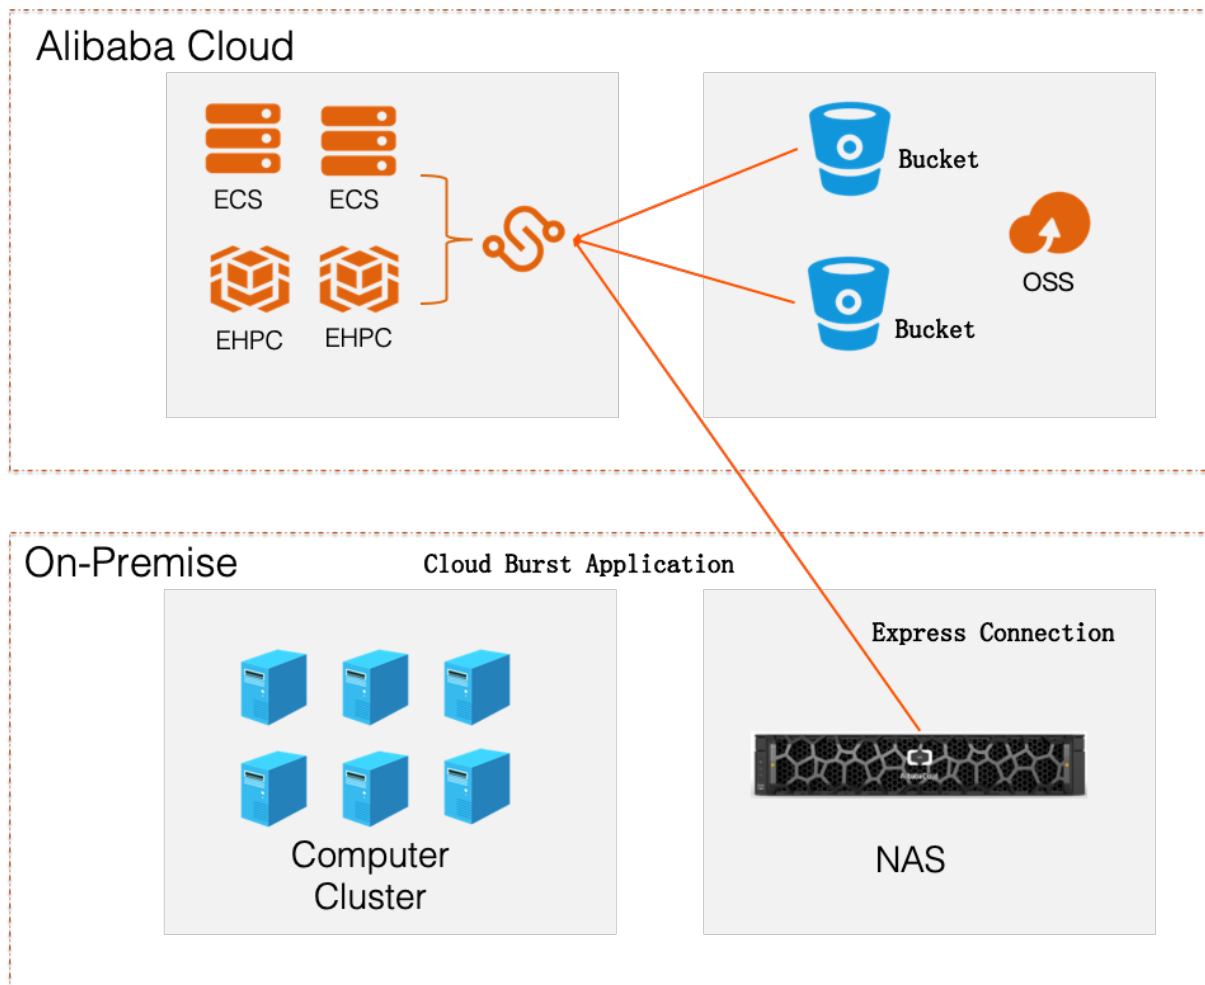 Alibaba Cloud
ECS
ECS
EHPC
EHPC
Bucket
Bucket
OSS
On-Premise
Cloud Burst Application
Express Connection
Computer
Cluster
AlibabaCloud
NAS